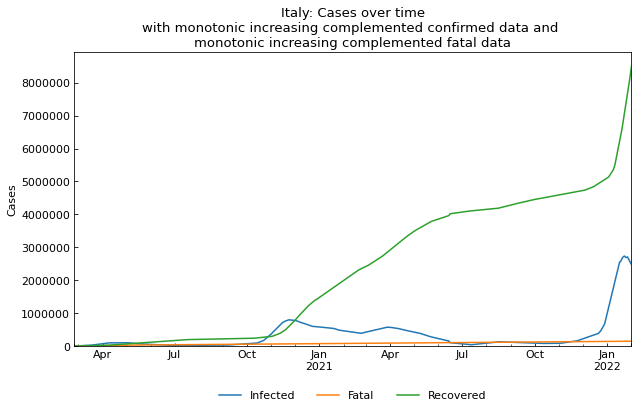 Italy: Cases over time
with monotonic increasing complemented confirmed data and
monotonic increasing complemented fatal data
Cases
8000000
7000000
6000000
5000000
4000000
3000000
2000000
1000000
0
Apr Jul Oct Jan Apr Jul Oct Jan
2021 2022
Infected Fatal Recovered